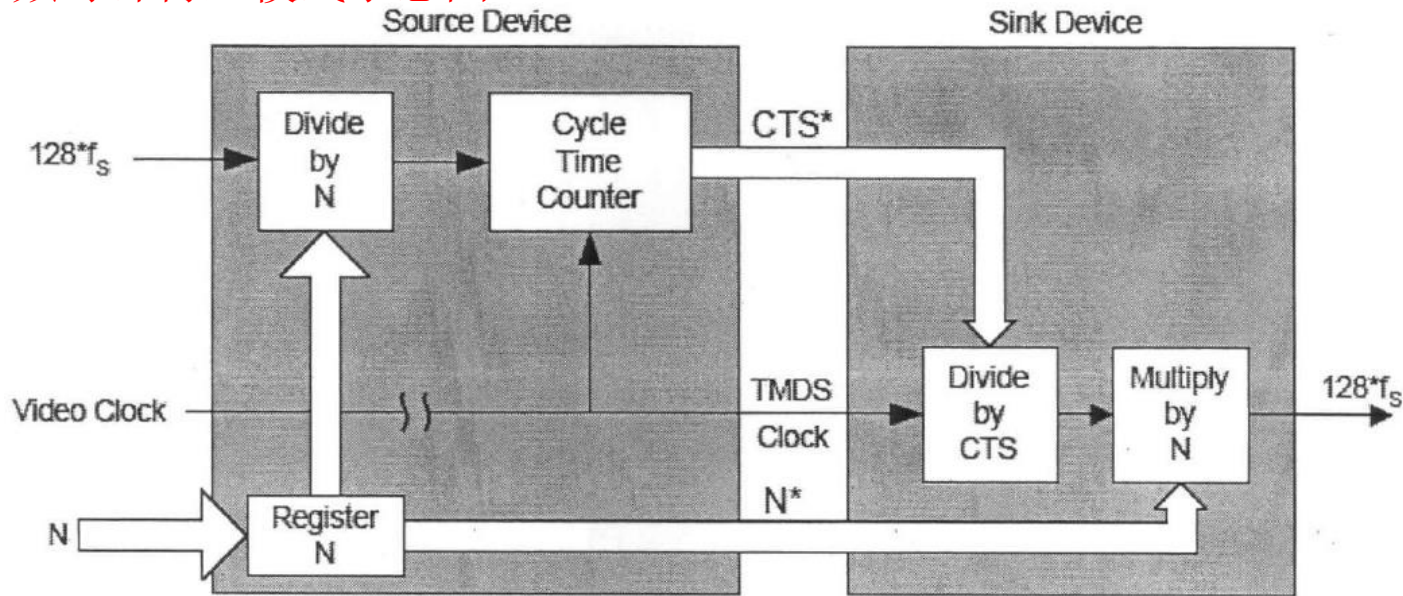 Source Device
Sink Device
128*fS
Divide
by
N
Cycle
Time
Counter
CTS*
Video Clock
TMDS
Clock
Divide
by
CTS
Multiply
by
N
128*fS
N
Register
N
N*